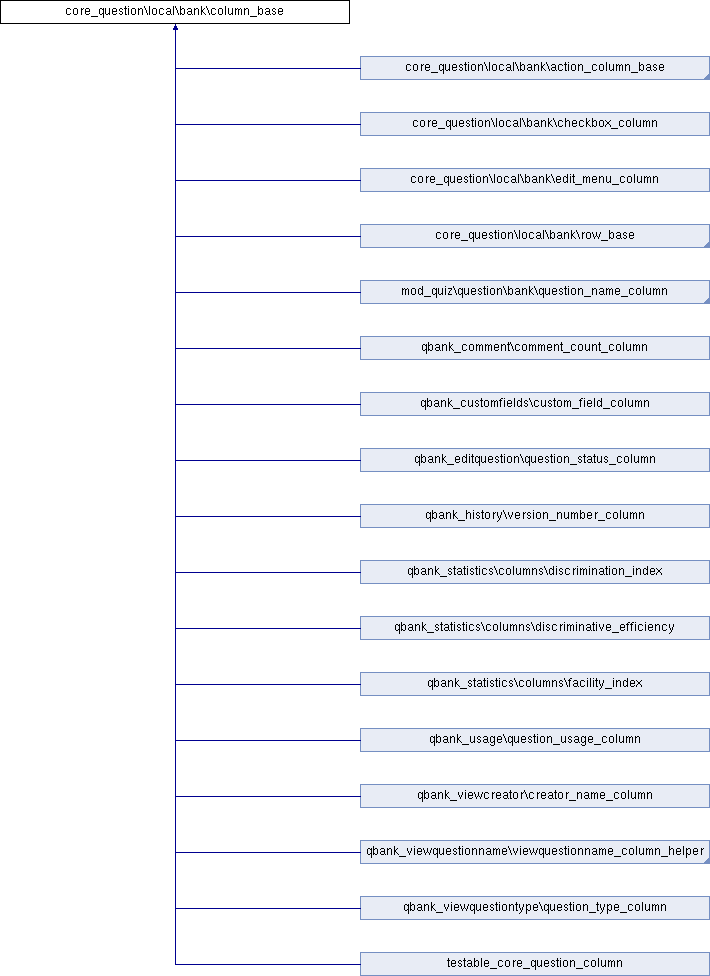 core_question\local\bank\column_base
core_question\local\bank\action_column_base
core_question\local\bank\checkbox_column
core_question\local\bank\edit_menu_column
core_question\local\bank\row_base
mod_quiz\question\bank\question_name_column
qbank_comment\comment_count_column
qbank_customfields\custom_field_column
qbank_editquestion\question_status_column
qbank_history\version_number_column
qbank_statistics\columns\discrimination_index
qbank_statistics\columns\discriminative_efficiency
qbank_statistics\columns\facility_index
qbank_usage\question_usage_column
qbank_viewcreator\creator_name_column
qbank_viewquestionname\viewquestionname_column_helper
qbank_viewquestiontype\question_type_column
testable_core_question_column